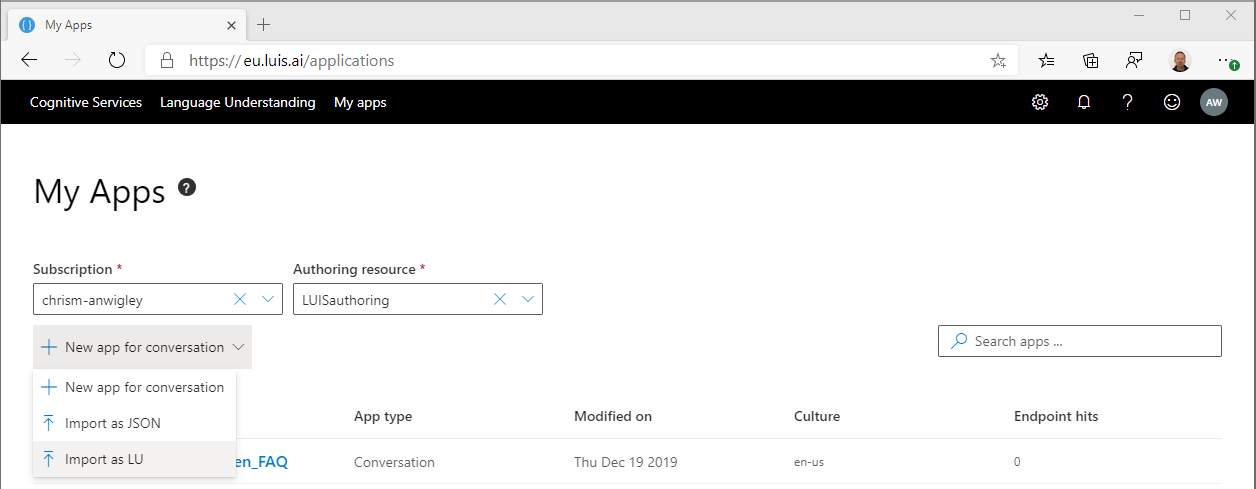 My Apps
https://eu.luis.ai/applications
Cognitive Services Language Understanding My apps ? AW
My Apps ?
Subscription * Authoring resource *
chrism-anwigley LUISauthoring
New app for conversation Search apps ...
New app for conversation
Import as JSON App type Modified on Culture Endpoint hits
Import as LU en_FAQ Conversation Thu Dec 19 2019 en-us 0